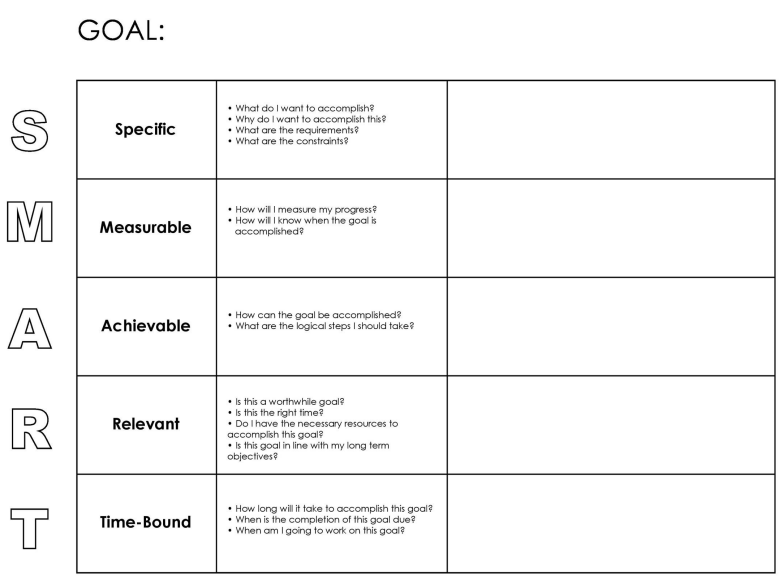 GOAL:
S
Specific
• What do I want to accomplish?
• Why do I want to accomplish this?
• What are the requirements?
• What are the constraints?
M
Measurable
• How will I measure my progress?
• How will I know when the goal is
accomplished?
A
Achievable
• How can the goal be accomplished?
• What are the logical steps I should take?
R
Relevant
• Is this a worthwhile goal?
• Is this the right time?
• Do I have the necessary resources to
accomplish this goal?
• Is this goal in line with my long term
objectives?
T
Time-Bound
• How long will it take to accomplish this goal?
• When is the completion of this goal due?
• When am I going to work on this goal?